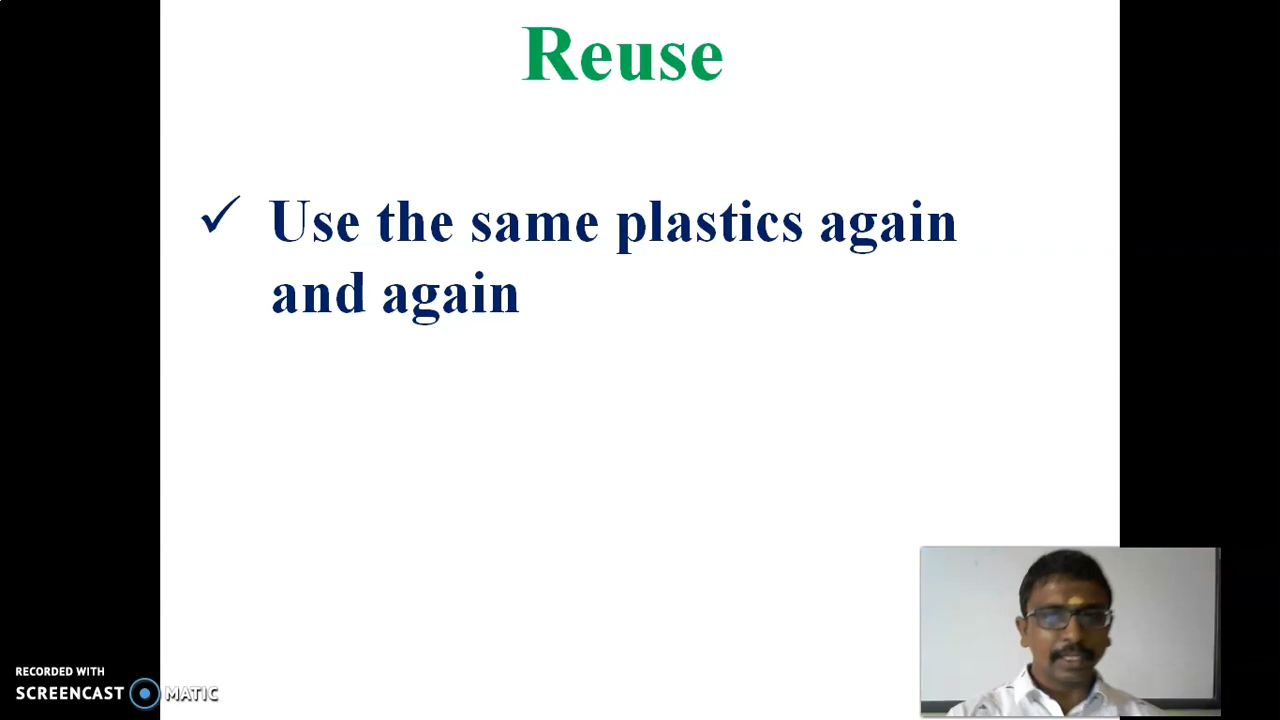 Reuse
✓ Use the same plastics again
and again
RECORDED WITH
SCREENCAST MATIC